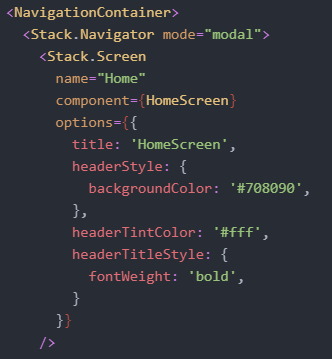 <NavigationContainer>
<Stack.Navigator mode="modal">
<Stack.Screen
name="Home"
component={HomeScreen}
options={{
title: 'HomeScreen',
headerStyle: {
backgroundColor: '#708090',
},
headerTintColor: '#fff',
headerTitleStyle: {
fontWeight: 'bold',
}
}}
/>